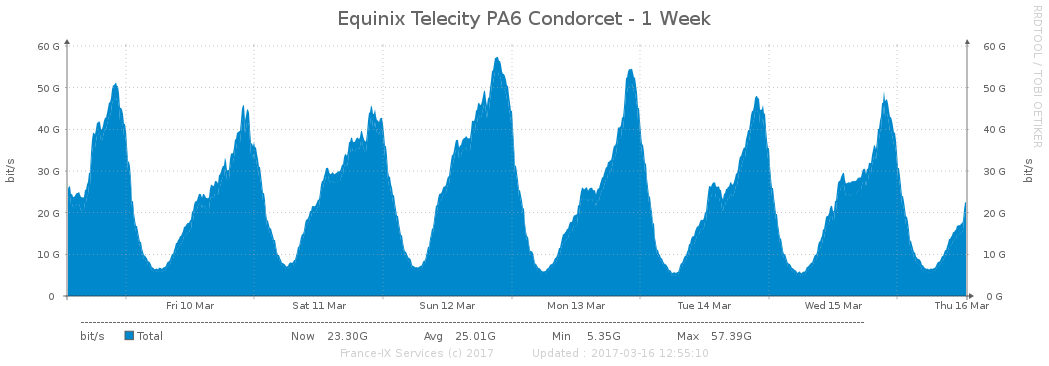 Equinix Telecity PA6 Condorcet - 1 Week
RRDTOOL / TOBI OETIKER
60 G 60 G
50 G 50 G
40 G 40 G
30 G 30 G
20 G 20 G
10 G 10 G
0 0 G
bit/s bit/s
Fri 10 Mar Sat 11 Mar Sun 12 Mar Mon 13 Mar Tue 14 Mar Wed 15 Mar Thu 16 Mar
bit/s Total Now 23.30G Avg 25.01G Min 5.35G Max 57.39G
France-IX Services (c) 2017 Updated : 2017-03-16 12:55:10